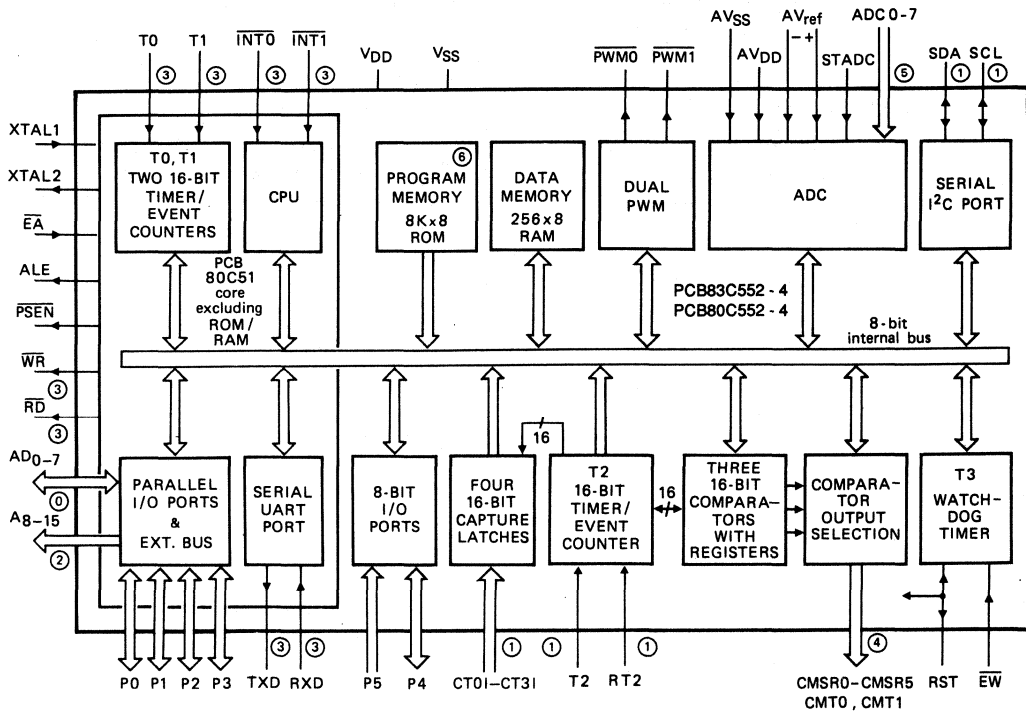 AVSS
AVref
− +
ADC 0-7
T0
T1
INT0
INT1
VDD
VSS
PWM0
PWM1
AVDD
STADC
SDA
SCL
3
3
3
3
5
1
1
XTAL1
XTAL2
EA
ALE
PSEN
WR
3
RD
3
AD0-7
0
A8-15
2
T0, T1
TWO 16-BIT
TIMER/
EVENT
COUNTERS
CPU
6
PROGRAM
MEMORY
8K x 8
ROM
DATA
MEMORY
256 x 8
RAM
DUAL
PWM
ADC
SERIAL
I2C PORT
PCB
80C51
core
excluding
ROM/
RAM
PCB83C552 - 4
PCB80C552 - 4
8-bit
internal bus
16
16
PARALLEL
I/O PORTS
&
EXT. BUS
SERIAL
UART
PORT
8-BIT
I/O PORTS
FOUR
16-BIT
CAPTURE
LATCHES
T2
16-BIT
TIMER/
EVENT
COUNTER
THREE
16-BIT
COMPARA-
TORS
WITH
REGISTERS
COMPARA-
TOR
OUTPUT
SELECTION
T3
WATCH-
DOG
TIMER
3
3
1
1
1
4
P0
P1
P2
P3
TXD
RXD
P5
P4
CT0I-CT3I
T2
RT2
CMSR0-CMSR5
CMT0, CMT1
RST
EW